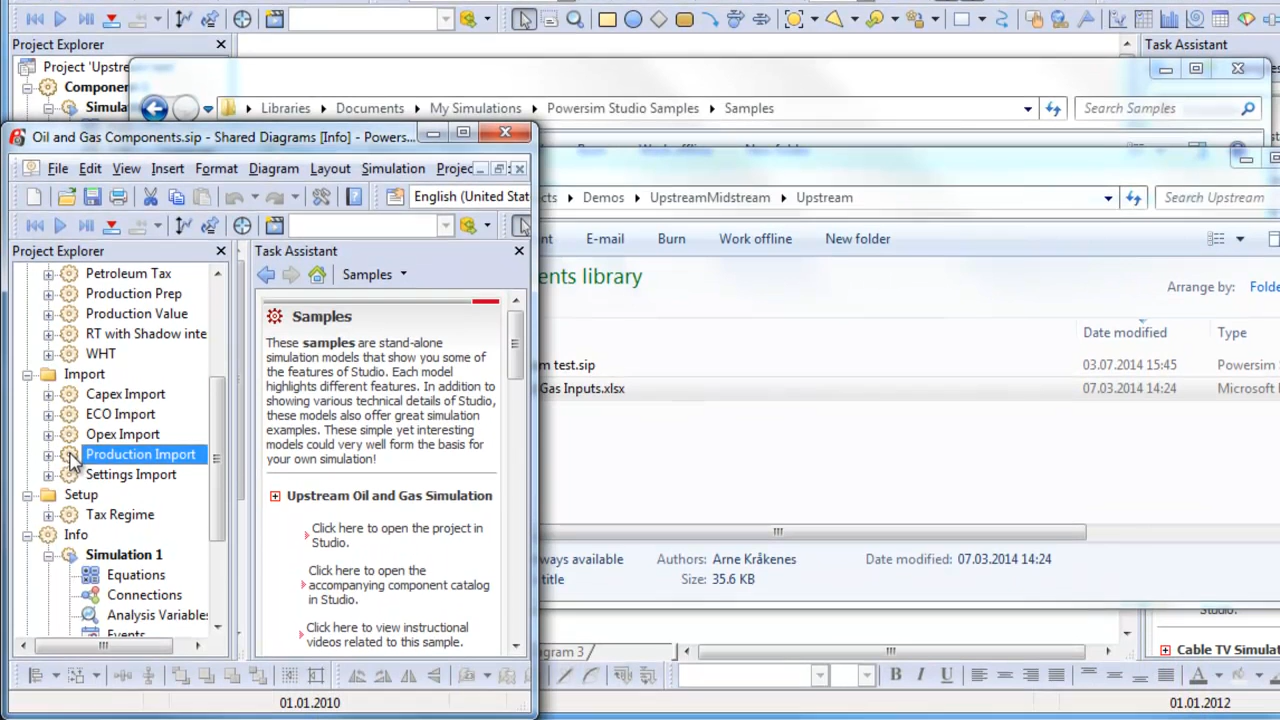 Project Explorer
Task Assistant
Project 'Upstream test'
Component
Simula
Libraries
Documents
My Simulations
Powersim Studio Samples
Samples
Search Samples
Oil and Gas Components.sip - Shared Diagrams [Info] - Powers...
File Edit View Insert Format Diagram Layout Simulation Projec
English (United Stat
cts
Demos
UpstreamMidstream
Upstream
Search Upstream
nt
E-mail
Burn
Work offline
New folder
Project Explorer
Task Assistant
Samples
ents library
Arrange by:
Folde
Petroleum Tax
Production Prep
Production Value
RT with Shadow inte
WHT
Import
Capex Import
ECO Import
Opex Import
Production Import
Settings Import
Setup
Tax Regime
Info
Simulation 1
Equations
Connections
Analysis Variables
Events
Samples
These samples are stand-alone
simulation models that show you some of
the features of Studio. Each model
highlights different features. In addition to
showing various technical details of Studio,
these models also offer great simulation
examples. These simple yet interesting
models could very well form the basis for
your own simulation!
Upstream Oil and Gas Simulation
Click here to open the project in
Studio.
Click here to open the
accompanying component catalog
in Studio.
Click here to view instructional
videos related to this sample.
Date modified
Type
m test.sip
03.07.2014 15:45
Powersim
Gas Inputs.xlsx
07.03.2014 14:24
Microsoft
ways available
Authors: Arne Kråkenes
Date modified: 07.03.2014 14:24
title
Size: 35.6 KB
Studio.
agram 3
Cable TV Simulat
B I U
A
01.01.2010
01.01.2012